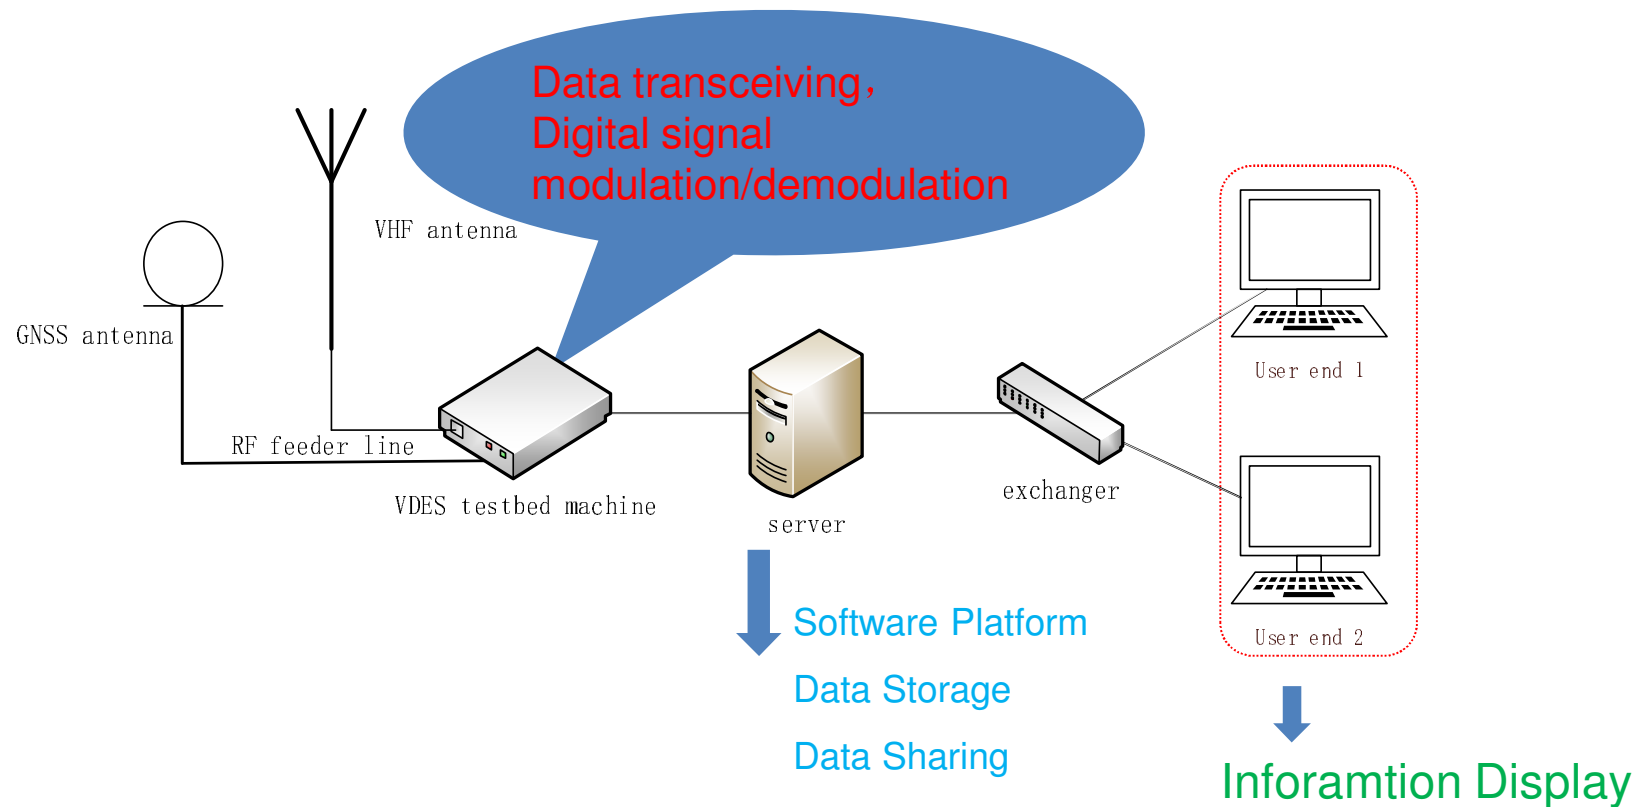 Data transceiving，
Digital signal
modulation/demodulation
VHF antenna
GNSS antenna
RF feeder line
VDES testbed machine
server
exchanger
User end 1
User end 2
Software Platform
Data Storage
Data Sharing
Inforamtion Display